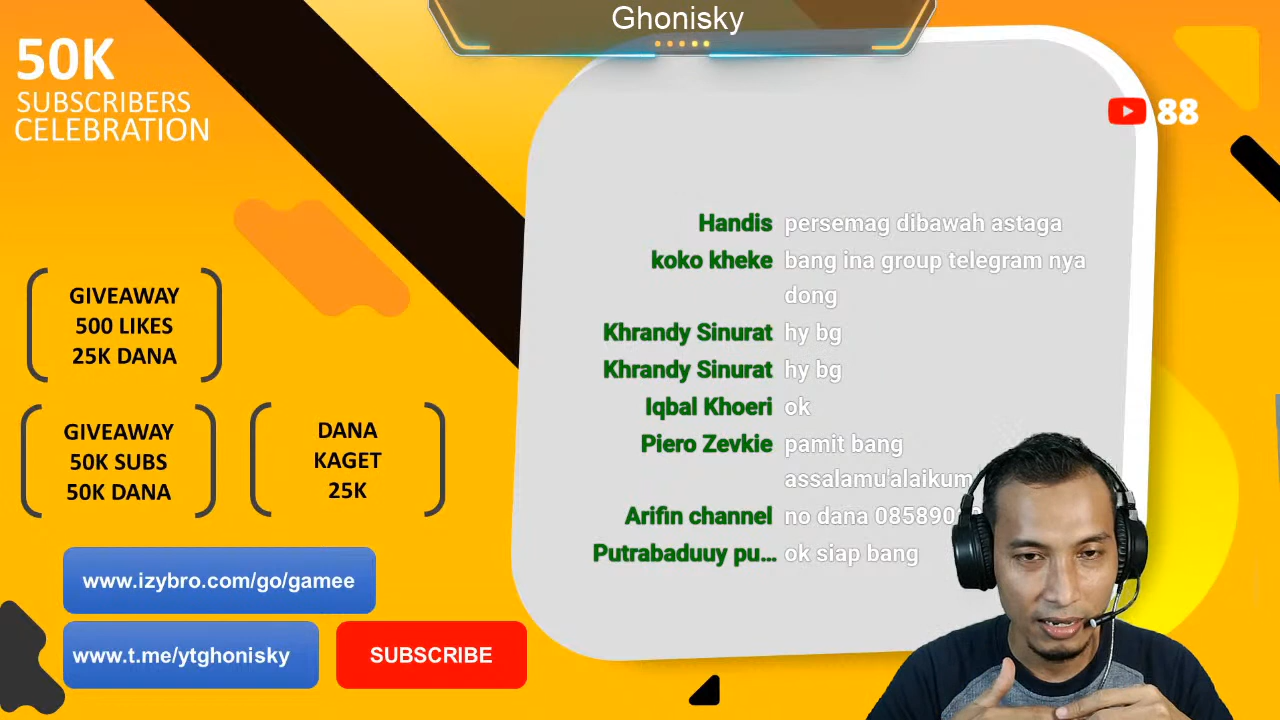 Ghonisky
50K
SUBSCRIBERS
CELEBRATION
88
Handis persemag dibawah astaga
koko kheke bang ina group telegram nya
dong
Khrandy Sinurat hy bg
Khrandy Sinurat hy bg
Iqbal Khoeri ok
Piero Zevkie pamit bang
assalamu'alaikum
Arifin channel no dana 085890
Putrabaduuy pu... ok siap bang
GIVEAWAY
500 LIKES
25K DANA
GIVEAWAY
50K SUBS
50K DANA
DANA
KAGET
25K
www.izybro.com/go/gamee
www.t.me/ytghonisky
SUBSCRIBE